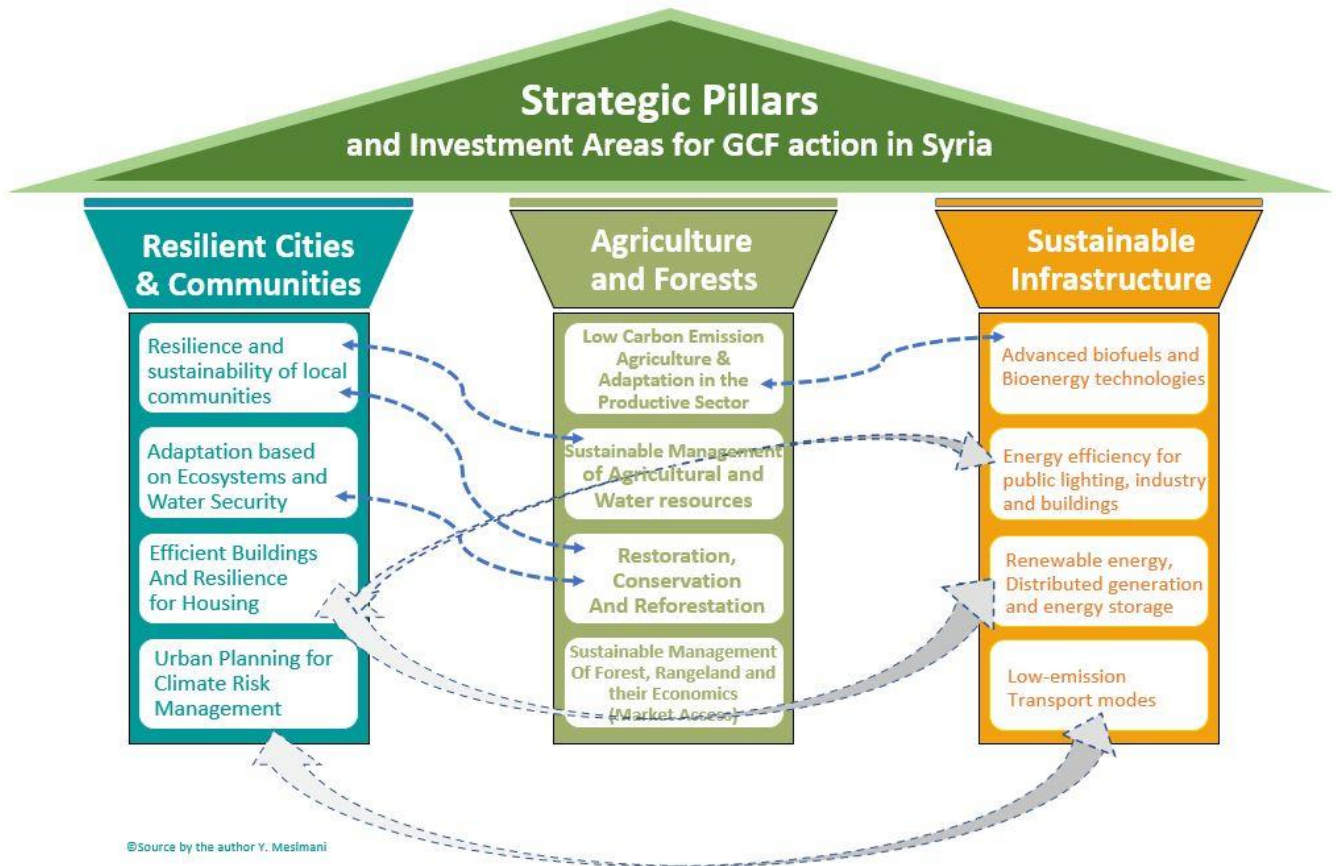 Strategic Pillars
and Investment Areas for GCF action in Syria
Resilient Cities
& Communities
Resilience and
sustainability of local
communities
Adaptation based
on Ecosystems and
Water Security
Efficient Buildings
And Resilience
for Housing
Urban Planning for
Climate Risk
Management
Agriculture
and Forests
Low Carbon Emission
Agriculture &
Adaptation in the
Productive Sector
Sustainable Management
of Agricultural and
Water resources
Restoration,
Conservation
And Reforestation
Sustainable Management
Of Forest, Rangeland and
their Economics
(Market Assess)
Sustainable
Infrastructure
Advanced biofuels and
Bioenergy technologies
Energy efficiency for
public lighting, industry
and buildings
Renewable energy,
Distributed generation
and energy storage
Low-emission
Transport modes
©Source by the author Y. Meslmani